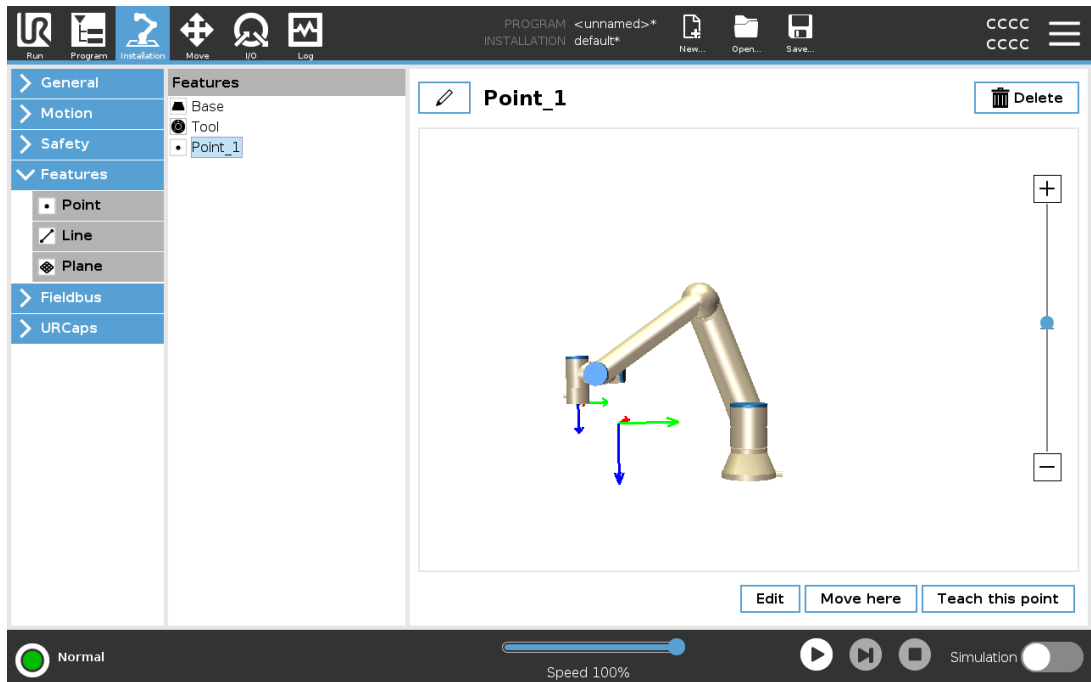 PROGRAM <unnamed>*
INSTALLATION default*
CCCC
CCCC
UR
Run Program Installation Move I/O Log New... Open... Save...
General
Motion
Safety
Features
Point
Line
Plane
Fieldbus
URCaps
Features
Base
Tool
Point_1
Point_1
Delete
Edit Move here Teach this point
Normal
Speed 100%
Simulation